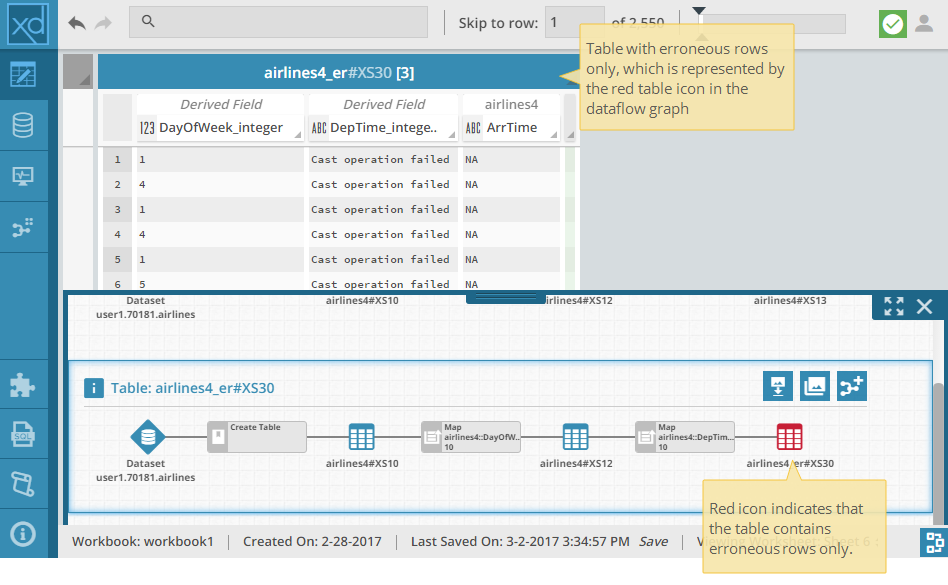 xd
Skip to row: 1 of 2,550
Table with erroneous rows
only, which is represented by
the red table icon in the
dataflow graph
airlines4_er#XS30 [3]
Derived Field Derived Field airlines4
123 DayOfWeek_integer ABC DepTime_intege.. ABC ArrTime
1 1 Cast operation failed NA
2 4 Cast operation failed NA
3 1 Cast operation failed NA
4 4 Cast operation failed NA
5 1 Cast operation failed NA
6 5 Cast operation failed NA
Dataset airlines4#XS10 airlines4#XS12 airlines4#XS13
user1.70181.airlines
Table: airlines4_er#XS30
Create Table
Map
airlines4::DayOfW...
10
Map
airlines4::DepTim...
10
Dataset airlines4#XS10 airlines4#XS12 airlines4_er#XS30
user1.70181.airlines
SQL
Red icon indicates that
the table contains
erroneous rows only.
Workbook: workbook1 Created On: 2-28-2017 Last Saved On: 3-2-2017 3:34:57 PM Save Viewing Worksheet: Sheet 6